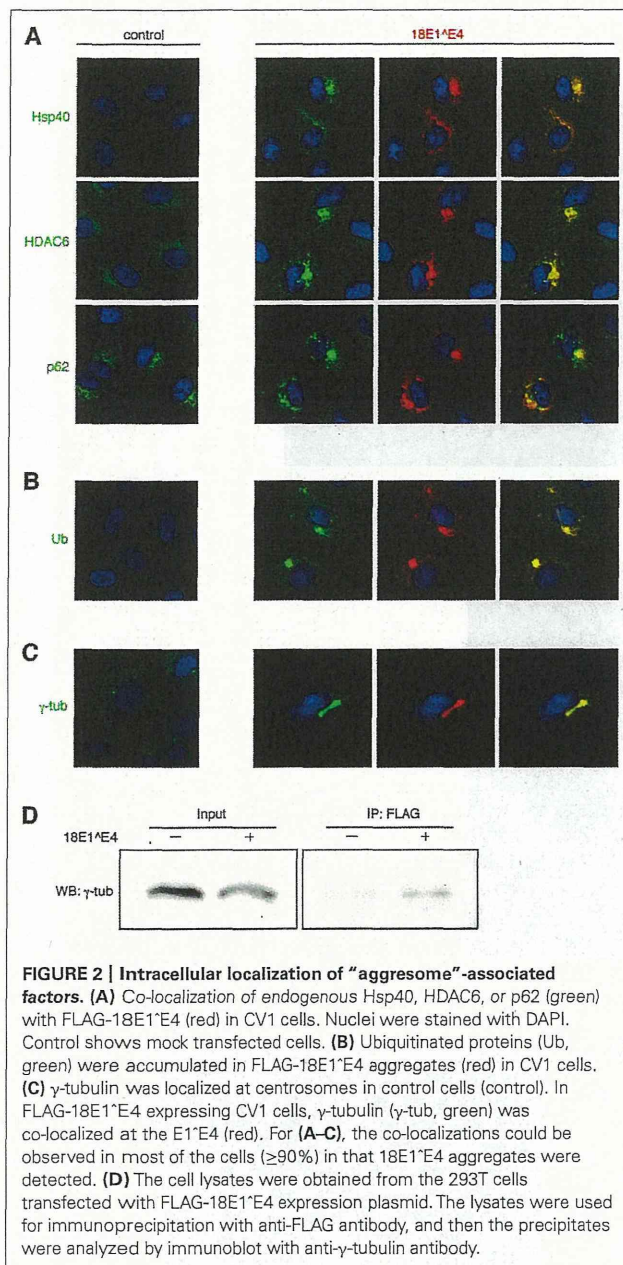 A
control
18E1^E4
Hsp40
HDAC6
p62
B
Ub
C
γ-tub
D
Input
IP: FLAG
18E1^E4
—
+
—
+
WB: γ-tub
FIGURE 2 | Intracellular localization of "aggresome"-associated
factors. (A) Co-localization of endogenous Hsp40, HDAC6, or p62 (green)
with FLAG-18E1^E4 (red) in CV1 cells. Nuclei were stained with DAPI.
Control shows mock transfected cells. (B) Ubiquitinated proteins (Ub,
green) were accumulated in FLAG-18E1^E4 aggregates (red) in CV1 cells.
(C) γ-tubulin was localized at centrosomes in control cells (control). In
FLAG-18E1^E4 expressing CV1 cells, γ-tubulin (γ-tub, green) was
co-localized at the E1^E4 (red). For (A–C), the co-localizations could be
observed in most of the cells (≥90%) in that 18E1^E4 aggregates were
detected. (D) The cell lysates were obtained from the 293T cells
transfected with FLAG-18E1^E4 expression plasmid. The lysates were used
for immunoprecipitation with anti-FLAG antibody, and then the precipitates
were analyzed by immunoblot with anti-γ-tubulin antibody.